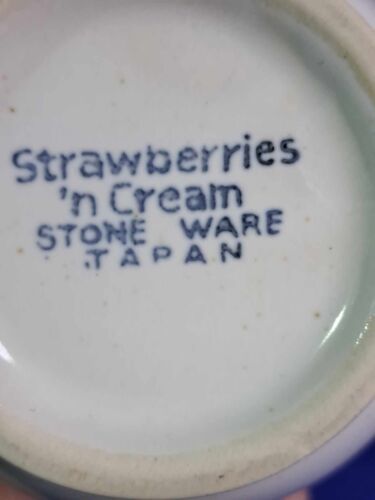 Strawberries
'n Cream
STONE WARE
JAPAN